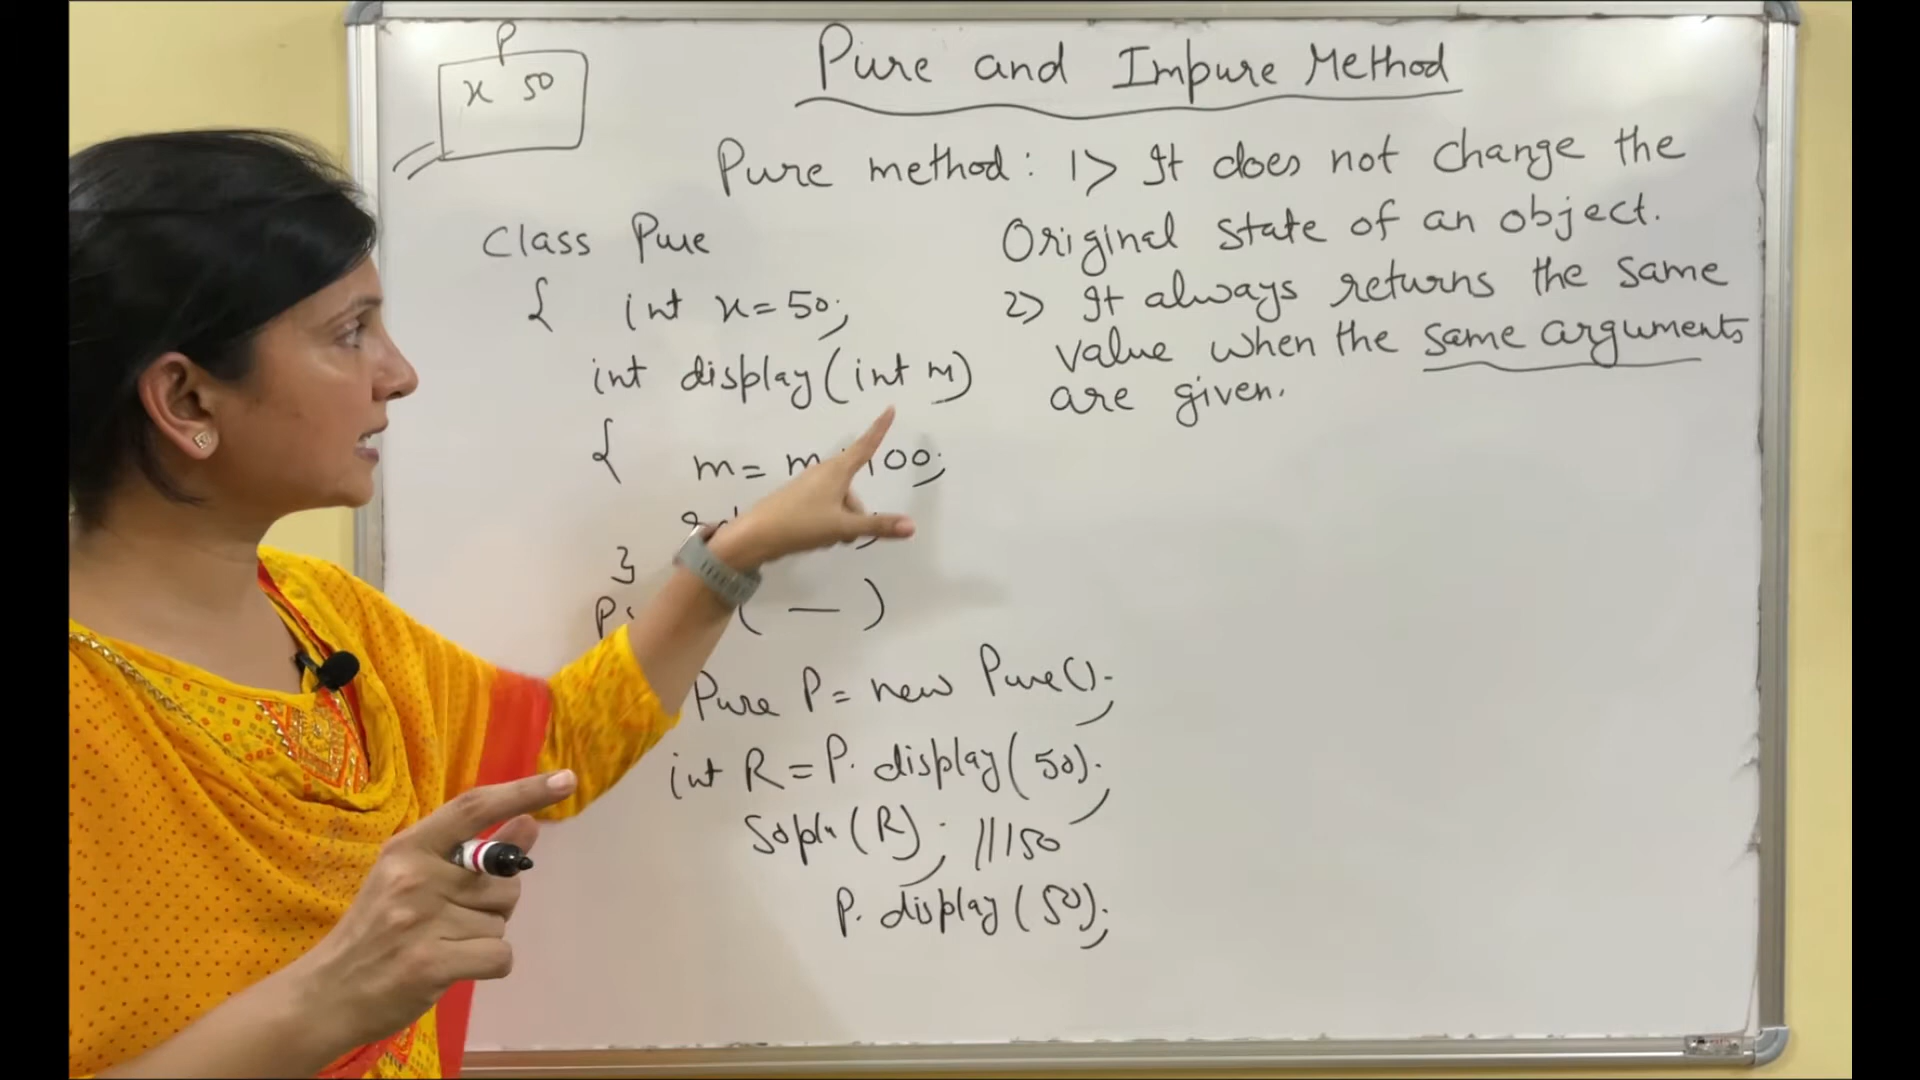 P
x 50
Pure and Impure Method
Pure method: 1> It does not change the
Original state of an object.
2) It always returns the same
value when the same arguments
are given.
Class Pure
{ int x=50;
int display(int m)
{ m= m 100;
}
( — )
Pure P= new Pure();
int R=P. display(50);
Sopln(R); //150
P. display(50);